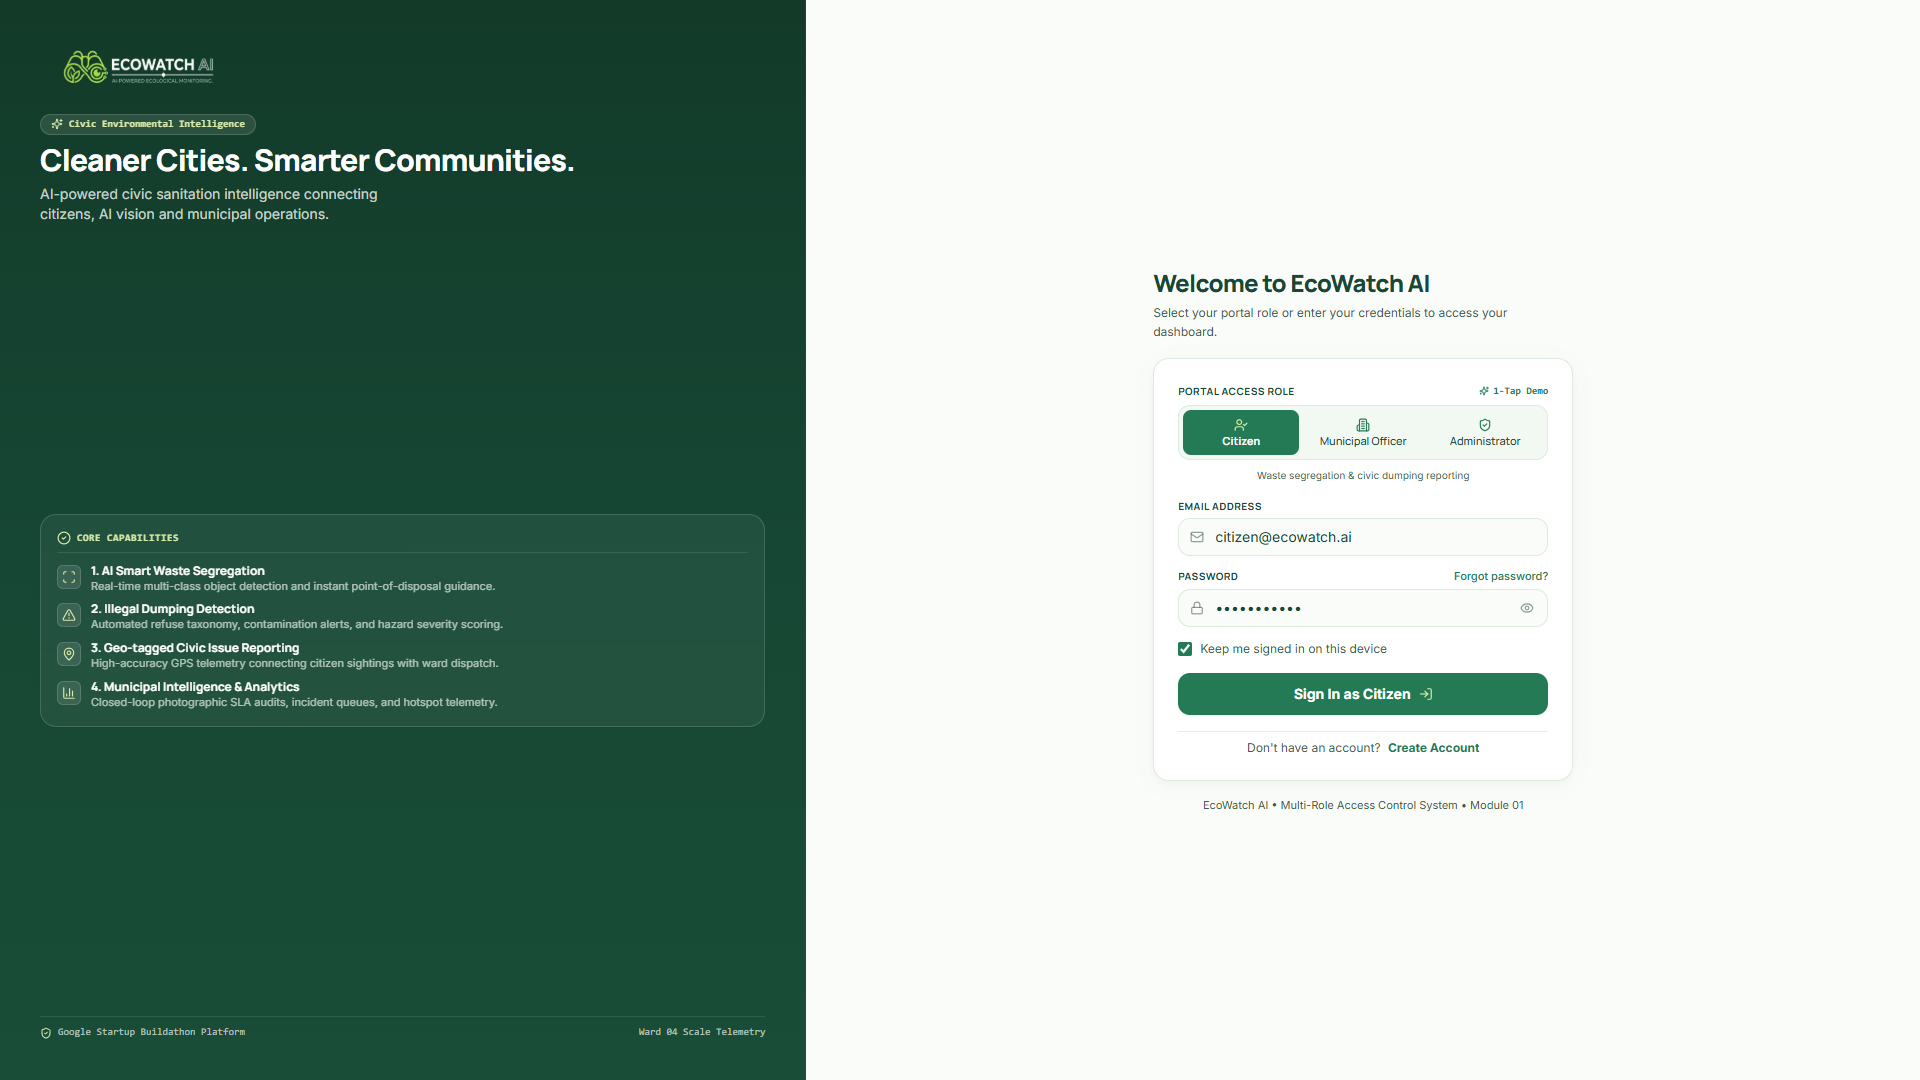 ECOWATCH AI
AI-POWERED ECOLOGICAL MONITORING.
Civic Environmental Intelligence
Cleaner Cities. Smarter Communities.
AI-powered civic sanitation intelligence connecting
citizens, AI vision and municipal operations.
CORE CAPABILITIES
1. AI Smart Waste Segregation
Real-time multi-class object detection and instant point-of-disposal guidance.
2. Illegal Dumping Detection
Automated refuse taxonomy, contamination alerts, and hazard severity scoring.
3. Geo-tagged Civic Issue Reporting
High-accuracy GPS telemetry connecting citizen sightings with ward dispatch.
4. Municipal Intelligence & Analytics
Closed-loop photographic SLA audits, incident queues, and hotspot telemetry.
Google Startup Buildathon Platform
Ward 04 Scale Telemetry
Welcome to EcoWatch AI
Select your portal role or enter your credentials to access your
dashboard.
PORTAL ACCESS ROLE
1-Tap Demo
Citizen
Municipal Officer
Administrator
Waste segregation & civic dumping reporting
EMAIL ADDRESS
citizen@ecowatch.ai
PASSWORD
Forgot password?
•••••••••••
Keep me signed in on this device
Sign In as Citizen
Don't have an account? Create Account
EcoWatch AI • Multi-Role Access Control System • Module 01